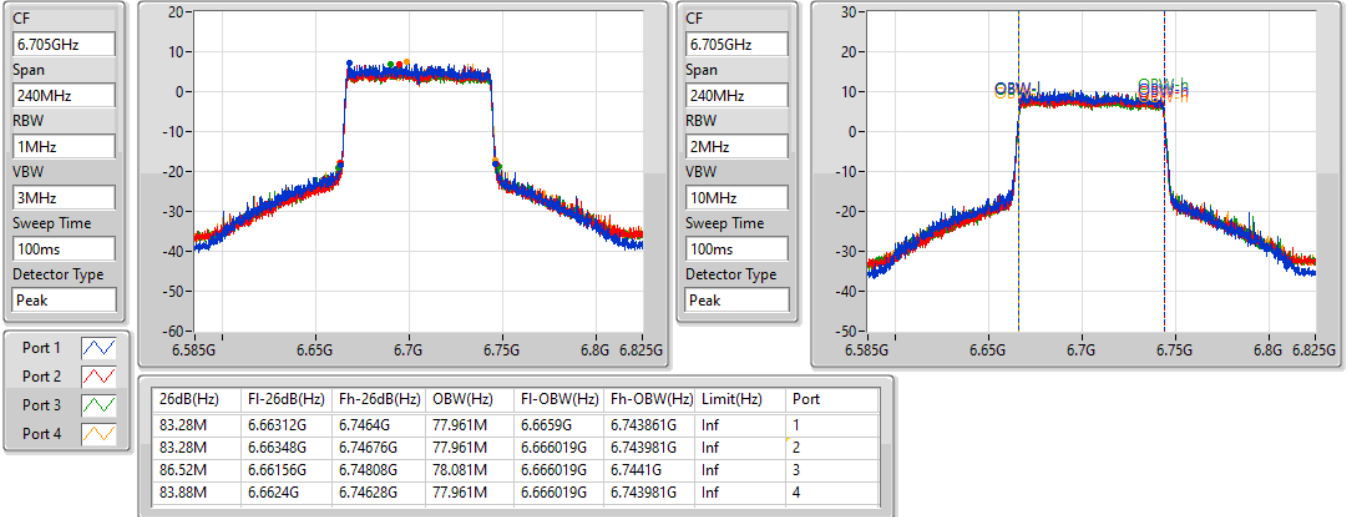 CF
6.705GHz
Span
240MHz
RBW
1MHz
VBW
3MHz
Sweep Time
100ms
Detector Type
Peak
20
10
0
-10
-20
-30
-40
-50
-60
6.585G 6.65G 6.7G 6.75G 6.8G 6.825G
CF
6.705GHz
Span
240MHz
RBW
2MHz
VBW
10MHz
Sweep Time
100ms
Detector Type
Peak
30
20
10
0
-10
-20
-30
-40
-50
OBW-l OBW-h
6.585G 6.65G 6.7G 6.75G 6.8G 6.825G
Port 1
Port 2
Port 3
Port 4
26dB(Hz) Fl-26dB(Hz) Fh-26dB(Hz) OBW(Hz) Fl-OBW(Hz) Fh-OBW(Hz) Limit(Hz) Port
83.28M 6.66312G 6.7464G 77.961M 6.6659G 6.743861G Inf 1
83.28M 6.66348G 6.74676G 77.961M 6.666019G 6.743981G Inf 2
86.52M 6.66156G 6.74808G 78.081M 6.666019G 6.7441G Inf 3
83.88M 6.6624G 6.74628G 77.961M 6.666019G 6.743981G Inf 4